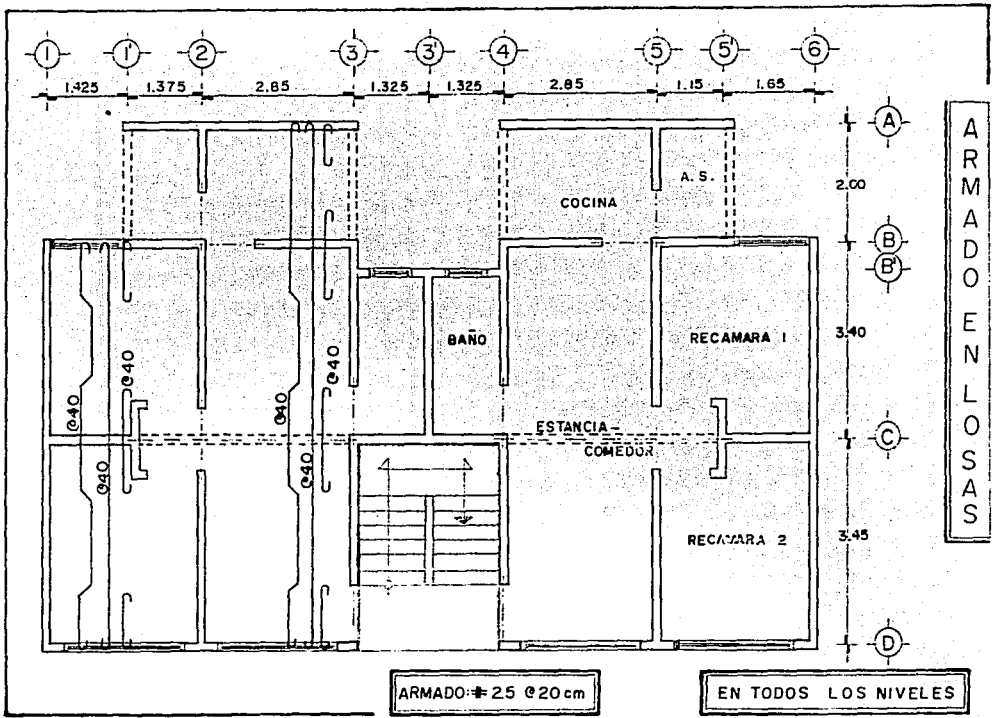 1 1' 2 3 3' 4 5 5' 6
1.425 1.375 2.85 1.325 1.325 2.85 1.15 1.65
A
2.00
A. S.
COCINA
B
B'
BAÑO
RECAMARA 1
3.40
@40 @40 @40 @40
ESTANCIA –
COMEDOR
C
@40 @40
RECAMARA 2
3.45
D
ARMADO EN LOSAS
ARMADO: # 2.5 @ 20 cm
EN TODOS LOS NIVELES